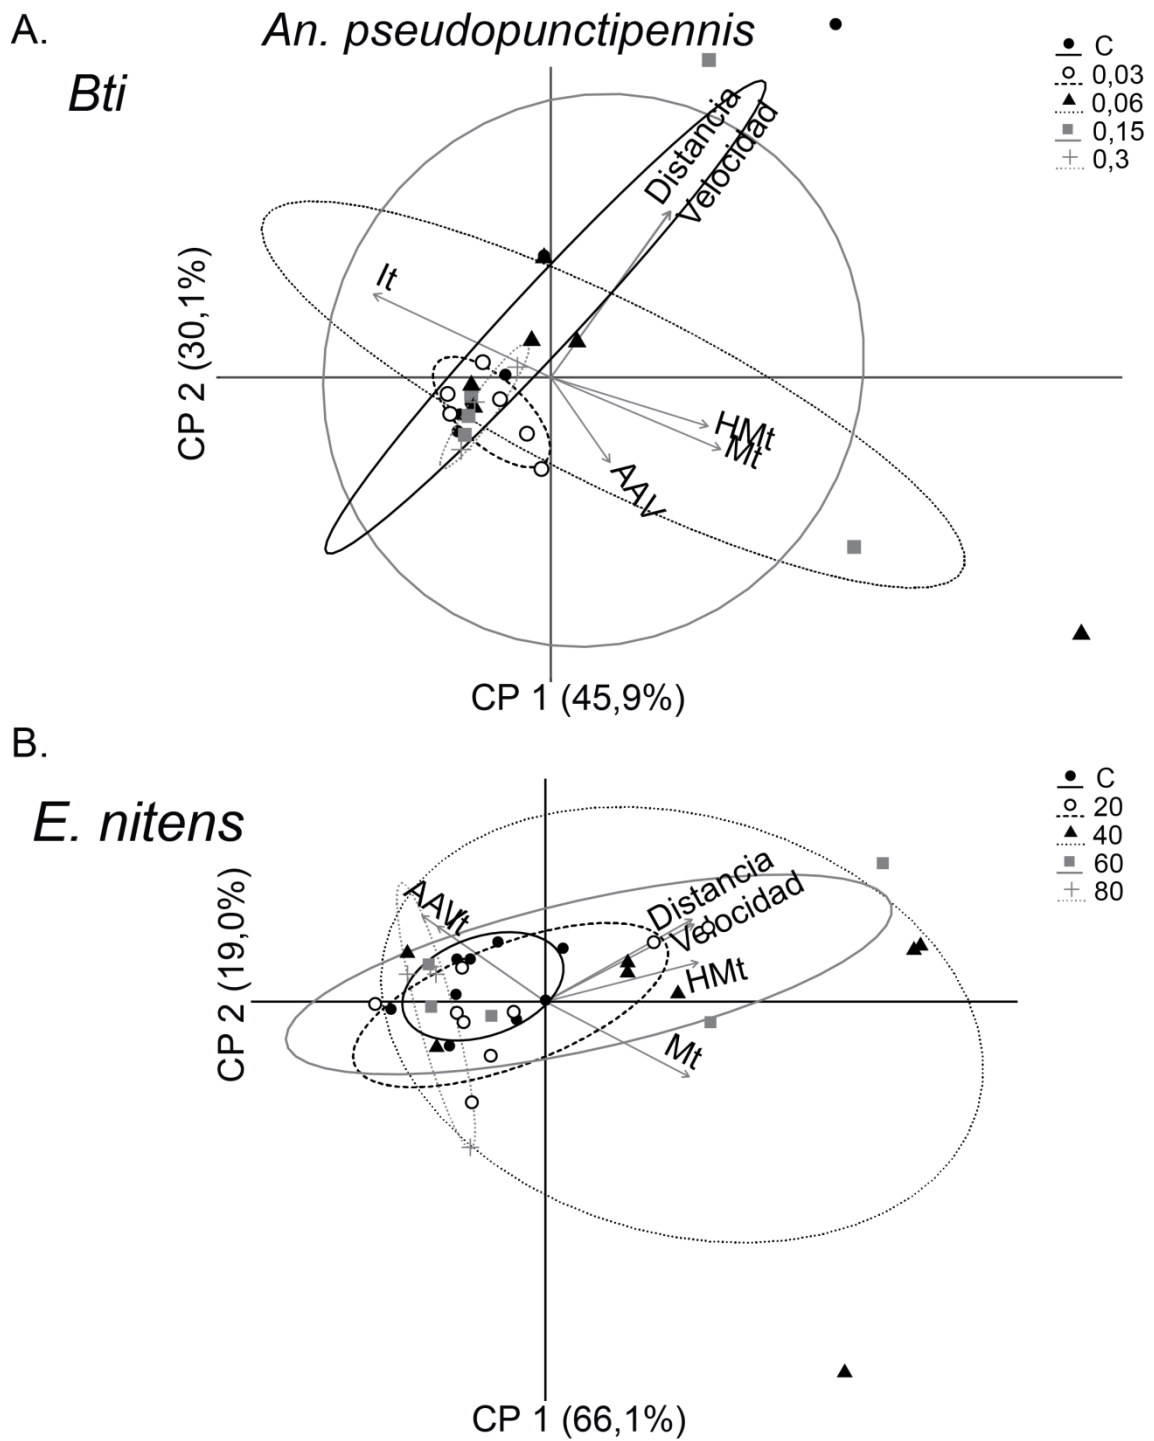 A.
An. pseudopunctipennis
Bti
C
0,03
0,06
0,15
0,3
Distancia
Velocidad
It
HMt
Mt
AAV
CP 2 (30,1%)
CP 1 (45,9%)
B.
E. nitens
C
20
40
60
80
Distancia
Velocidad
AAV
It
HMt
Mt
CP 2 (19,0%)
CP 1 (66,1%)